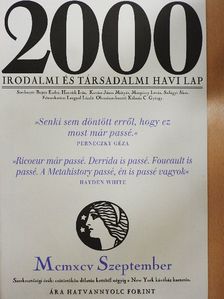 2000
IRODALMI ÉS TÁRSADALMI HAVI LAP
»Senki sem döntött erről, hogy ez
most már passé.«
PERNECZKY GÉZA
»Ricoeur már passé. Derrida is passé. Foucault is
passé. A Metahistory passé, én is passé vagyok«
HAYDEN WHITE
Mcmxcv Szeptember
ÁRA HATVANNYOLC FORINT